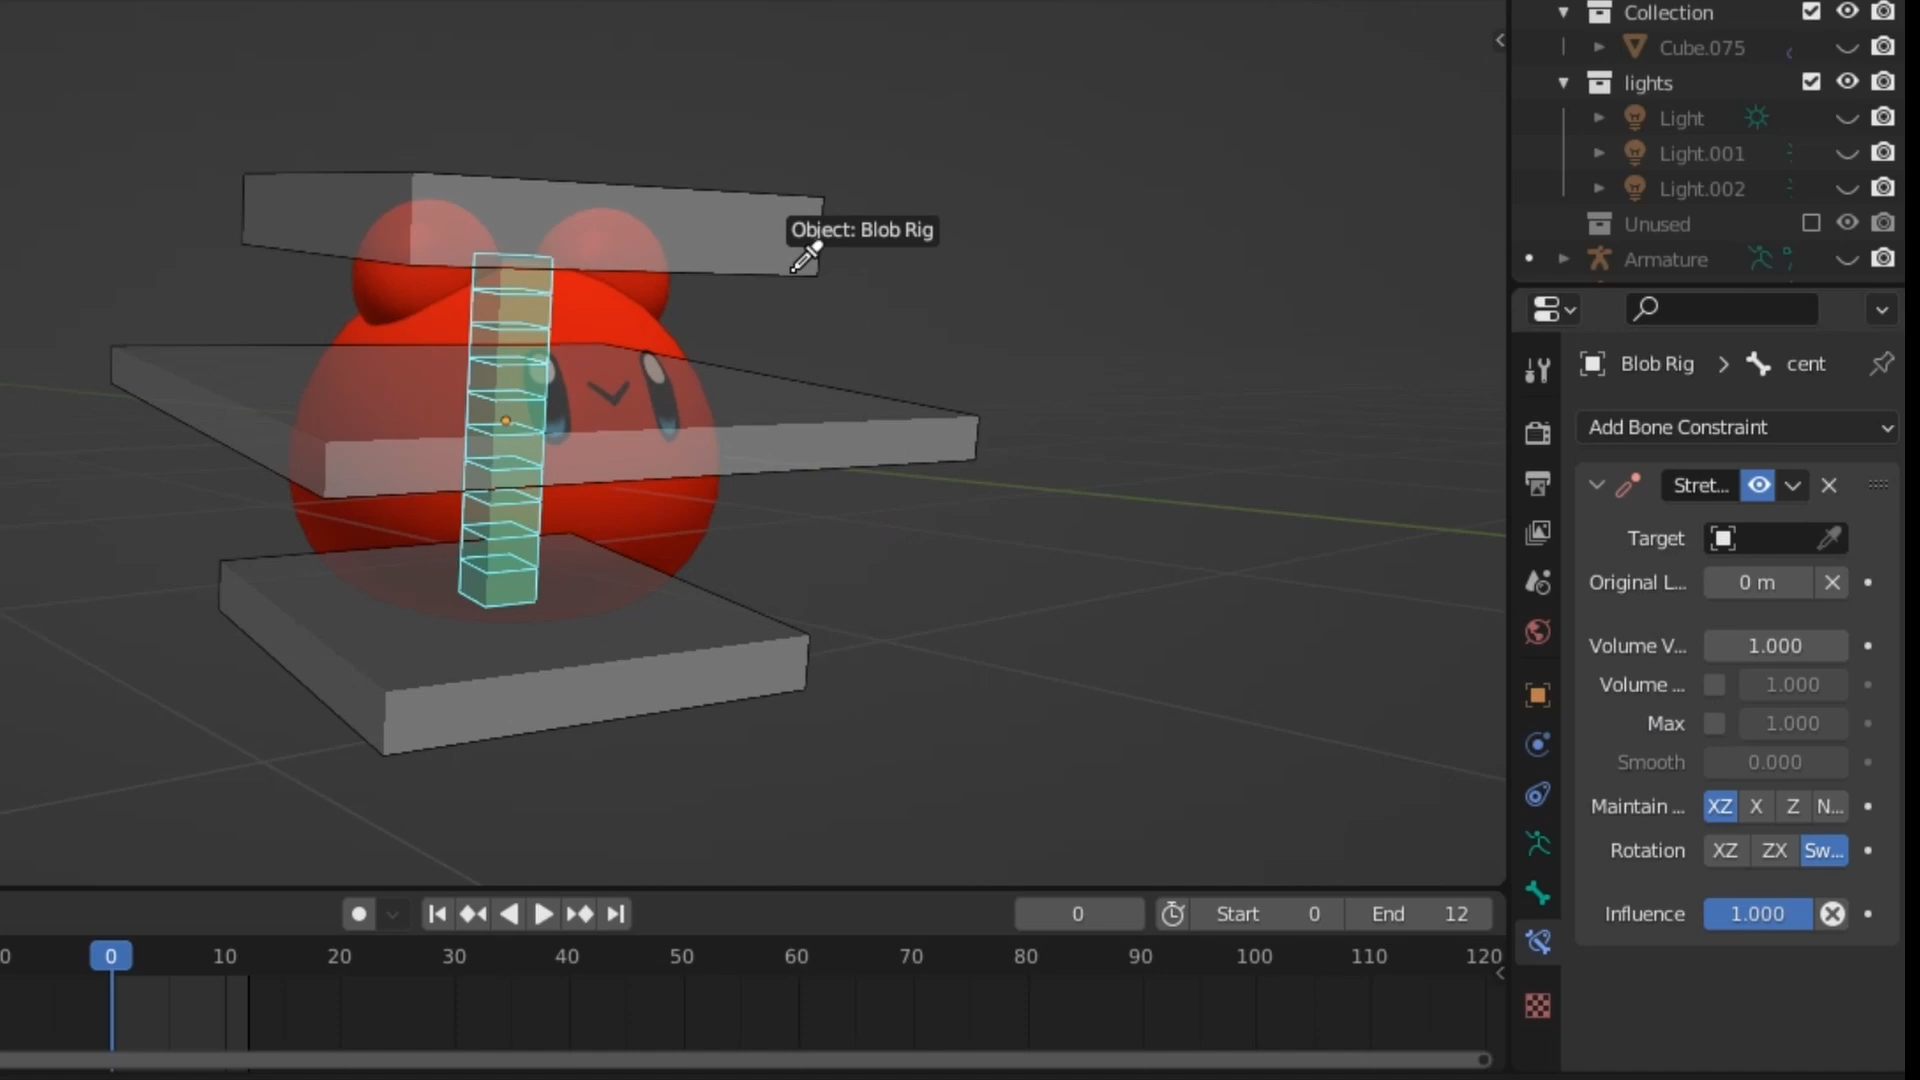 Collection
Cube.075
lights
Light
Light.001
Light.002
Unused
Armature
Object: Blob Rig
Blob Rig > cent
Add Bone Constraint
Stret...
Target
Original L... 0 m
Volume V... 1.000
Volume ... 1.000
Max 1.000
Smooth 0.000
Maintain ... XZ X Z N...
Rotation XZ ZX Sw...
Influence 1.000
0 Start 0 End 12
0 0 10 20 30 40 50 60 70 80 90 100 110 120